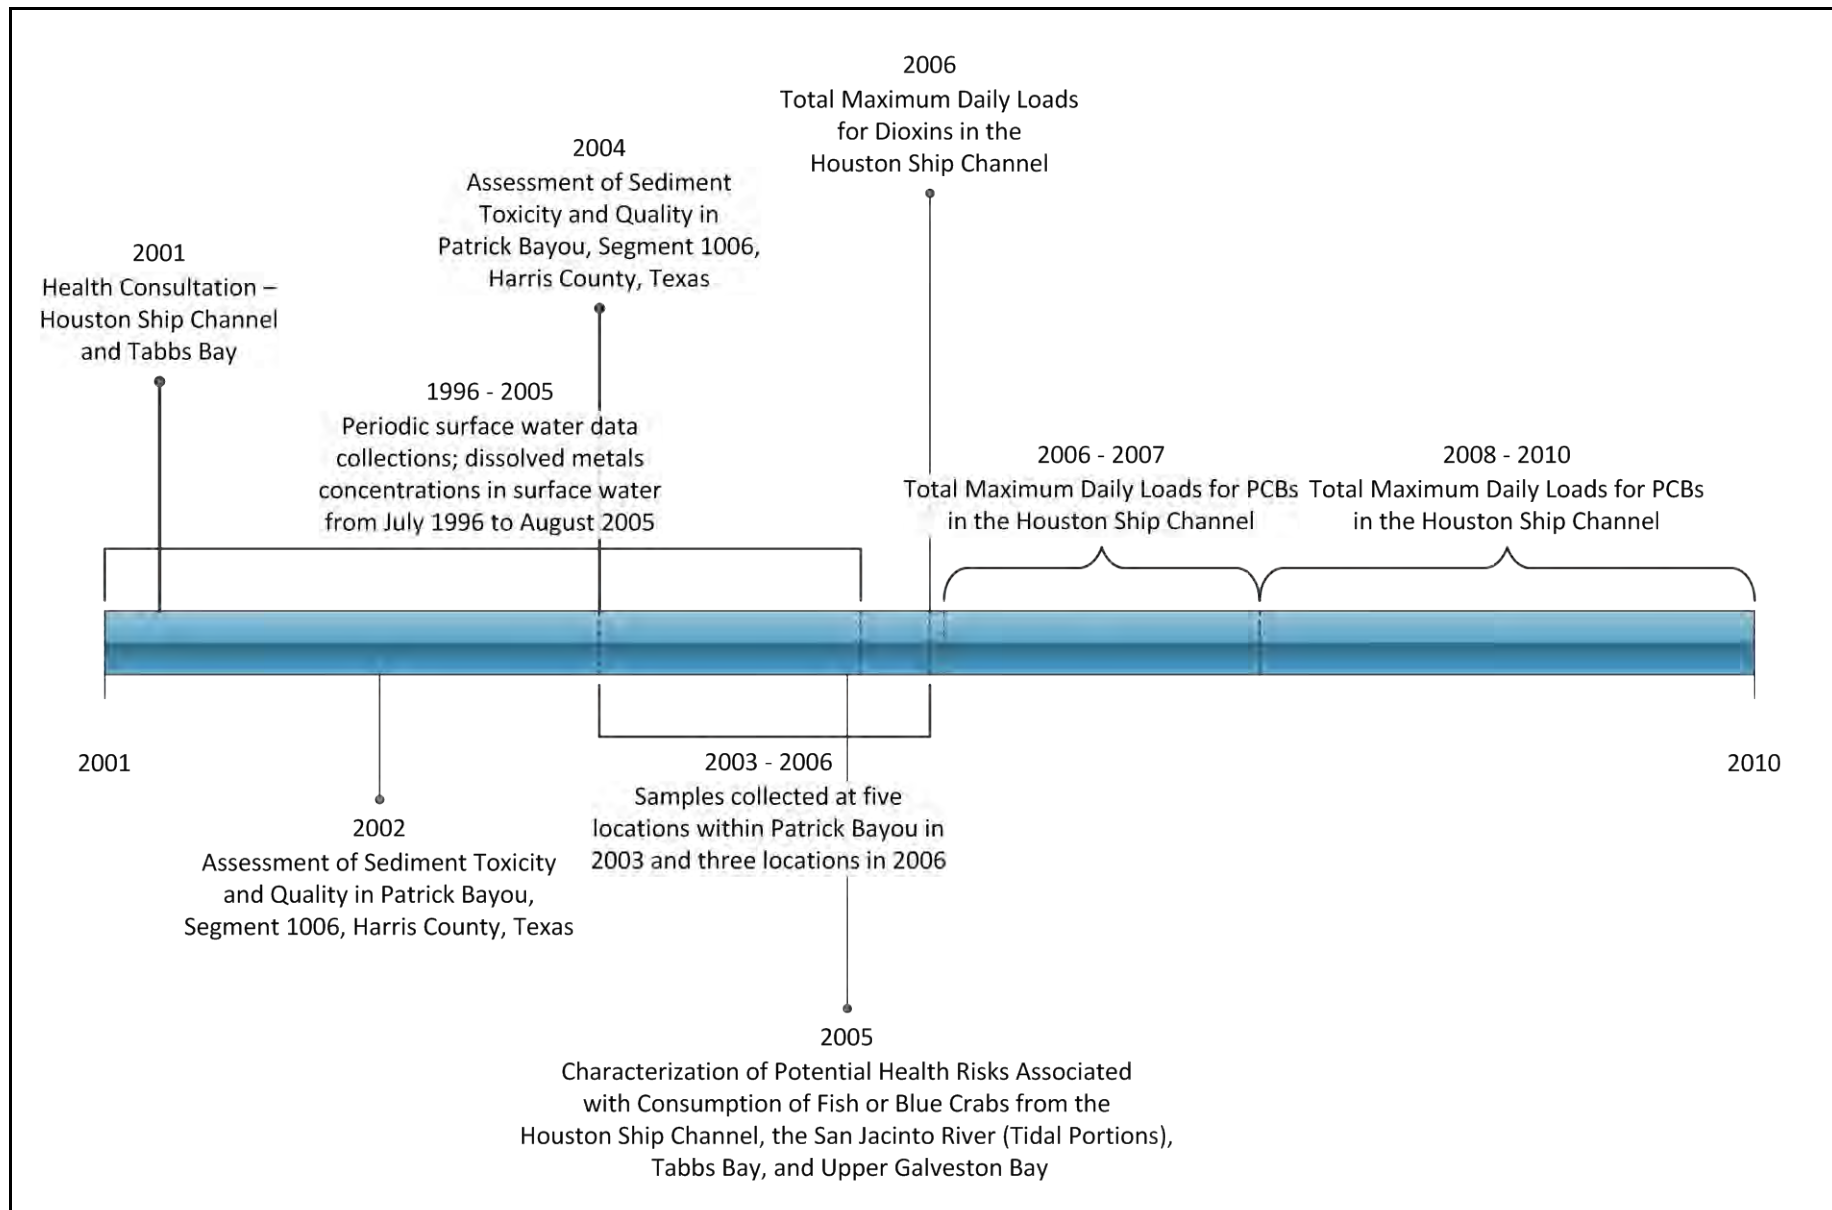 2006
Total Maximum Daily Loads
for Dioxins in the
Houston Ship Channel
2004
Assessment of Sediment
Toxicity and Quality in
Patrick Bayou, Segment 1006,
Harris County, Texas
2001
Health Consultation –
Houston Ship Channel
and Tabbs Bay
1996 - 2005
Periodic surface water data
collections; dissolved metals
concentrations in surface water
from July 1996 to August 2005
2006 - 2007
Total Maximum Daily Loads for PCBs
in the Houston Ship Channel
2008 - 2010
Total Maximum Daily Loads for PCBs
in the Houston Ship Channel
2001
2010
2003 - 2006
Samples collected at five
locations within Patrick Bayou in
2003 and three locations in 2006
2002
Assessment of Sediment Toxicity
and Quality in Patrick Bayou,
Segment 1006, Harris County, Texas
2005
Characterization of Potential Health Risks Associated
with Consumption of Fish or Blue Crabs from the
Houston Ship Channel, the San Jacinto River (Tidal Portions),
Tabbs Bay, and Upper Galveston Bay